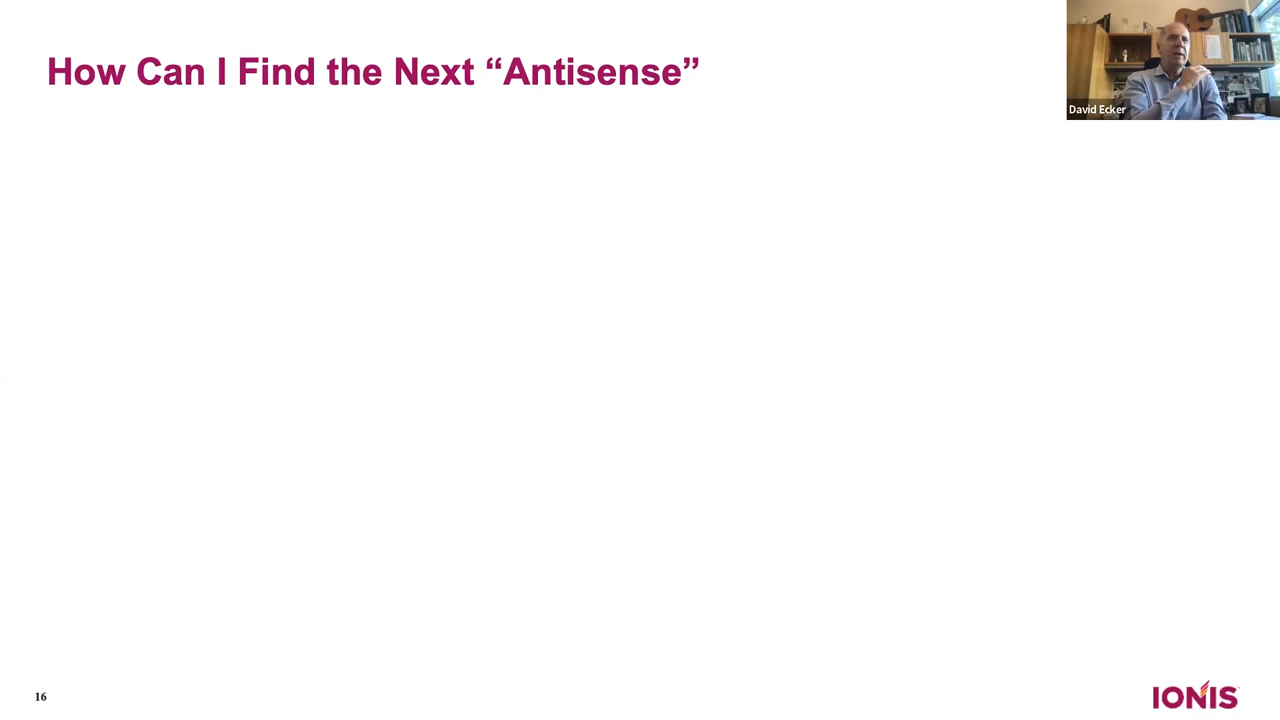 How Can I Find the Next “Antisense”
David Ecker
16
IONIS